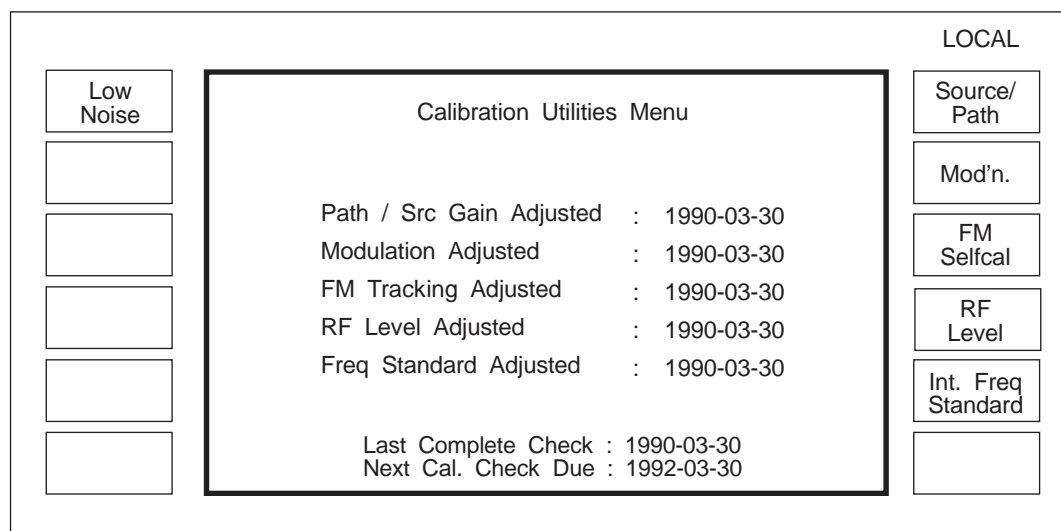 LOCAL
Low
Noise
Calibration Utilities Menu
Path / Src Gain Adjusted : 1990-03-30
Modulation Adjusted : 1990-03-30
FM Tracking Adjusted : 1990-03-30
RF Level Adjusted : 1990-03-30
Freq Standard Adjusted : 1990-03-30
Last Complete Check : 1990-03-30
Next Cal. Check Due : 1992-03-30
Source/
Path
Mod'n.
FM
Selfcal
RF
Level
Int. Freq
Standard